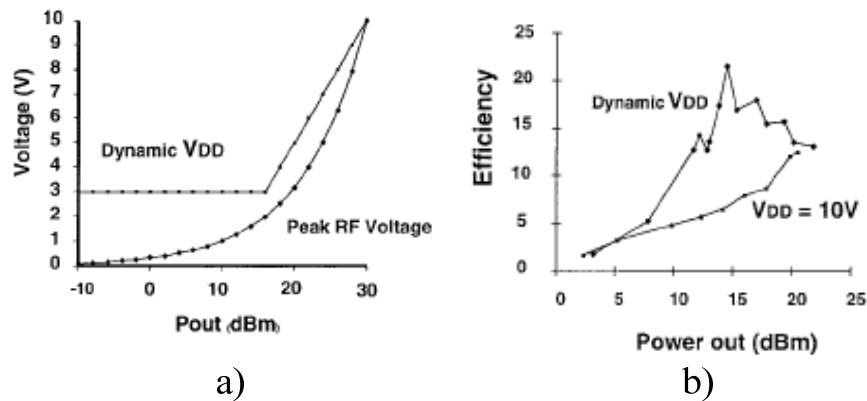 Voltage (V)
10
9
8
7
6
5
4
3
2
1
0
Dynamic VDD
Peak RF Voltage
-10
0
10
20
30
Pout (dBm)
a)
Efficiency
25
20
15
10
5
0
Dynamic VDD
VDD = 10V
0
5
10
15
20
25
Power out (dBm)
b)